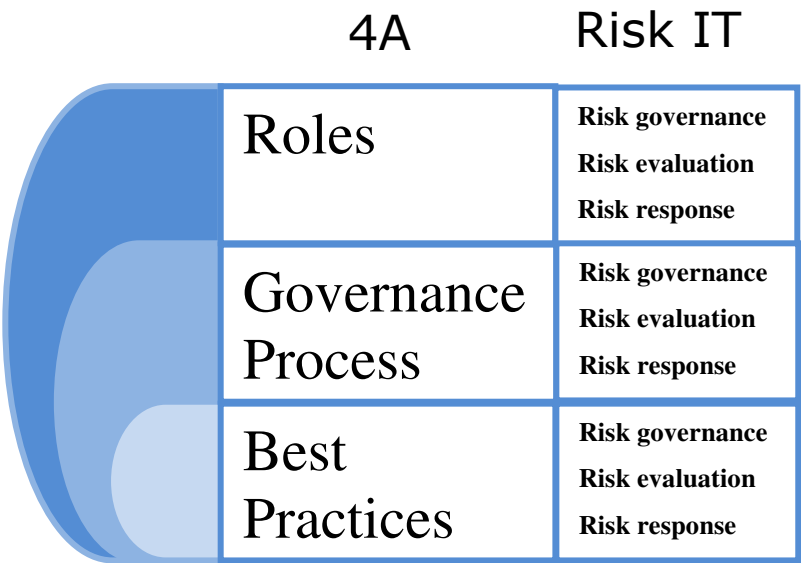 4A
Risk IT
Roles
Risk governance
Risk evaluation
Risk response
Governance
Process
Risk governance
Risk evaluation
Risk response
Best
Practices
Risk governance
Risk evaluation
Risk response